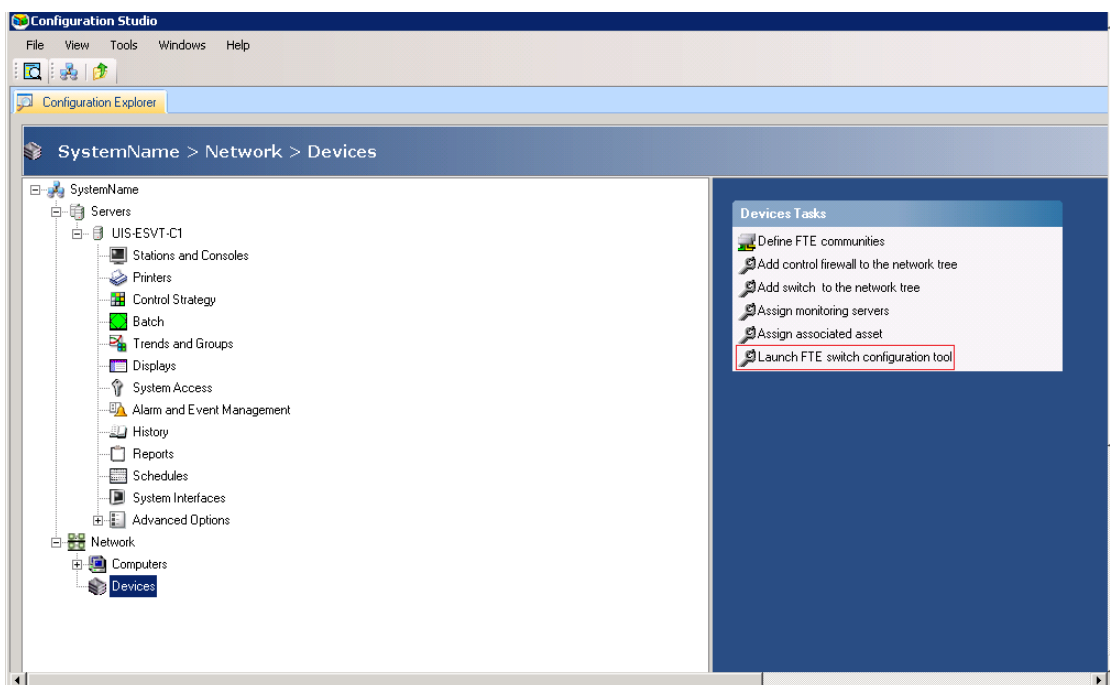 Configuration Studio
File View Tools Windows Help
Configuration Explorer
SystemName > Network > Devices
SystemName
Servers
UIS-ESVT-C1
Stations and Consoles
Printers
Control Strategy
Batch
Trends and Groups
Displays
System Access
Alarm and Event Management
History
Reports
Schedules
System Interfaces
Advanced Options
Network
Computers
Devices
Devices Tasks
Define FTE communities
Add control firewall to the network tree
Add switch to the network tree
Assign monitoring servers
Assign associated asset
Launch FTE switch configuration tool